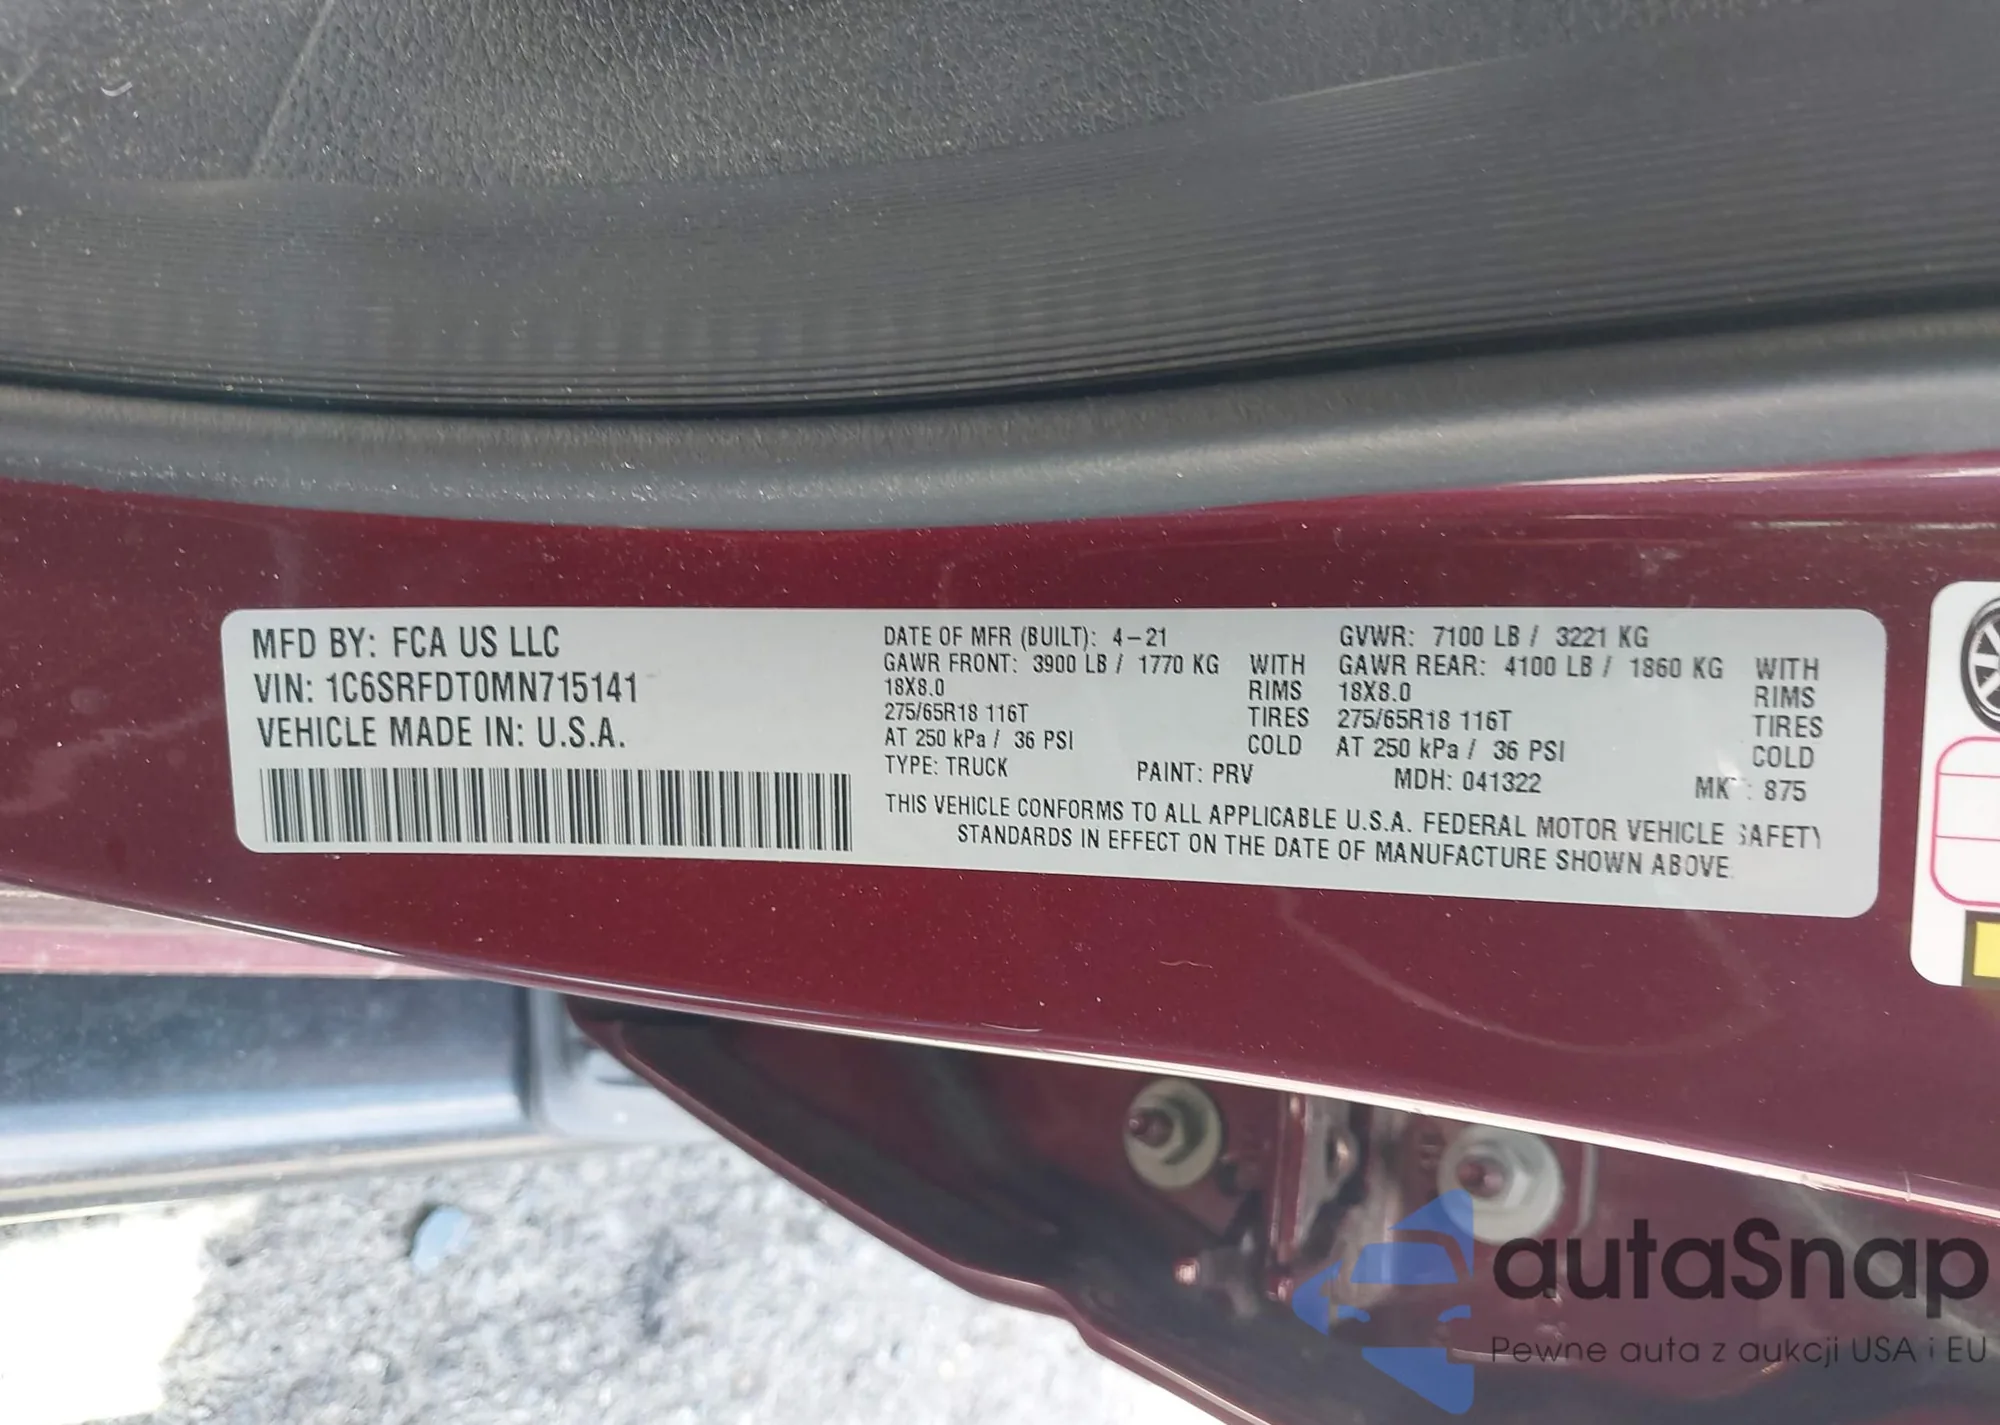 MFD BY: FCA US LLC
VIN: 1C6SRFDT0MN715141
VEHICLE MADE IN: U.S.A.
DATE OF MFR (BUILT): 4-21 GVWR: 7100 LB / 3221 KG
GAWR FRONT: 3900 LB / 1770 KG WITH GAWR REAR: 4100 LB / 1860 KG WITH
18X8.0 RIMS 18X8.0 RIMS
275/65R18 116T TIRES 275/65R18 116T TIRES
AT 250 kPa / 36 PSI COLD AT 250 kPa / 36 PSI COLD
TYPE: TRUCK PAINT: PRV MDH: 041322 : 875
THIS VEHICLE CONFORMS TO ALL APPLICABLE U.S.A. FEDERAL MOTOR VEHICLE SAFETY
STANDARDS IN EFFECT ON THE DATE OF MANUFACTURE SHOWN ABOVE.
autaSnap
Pewne auta z aukcji USA i EU